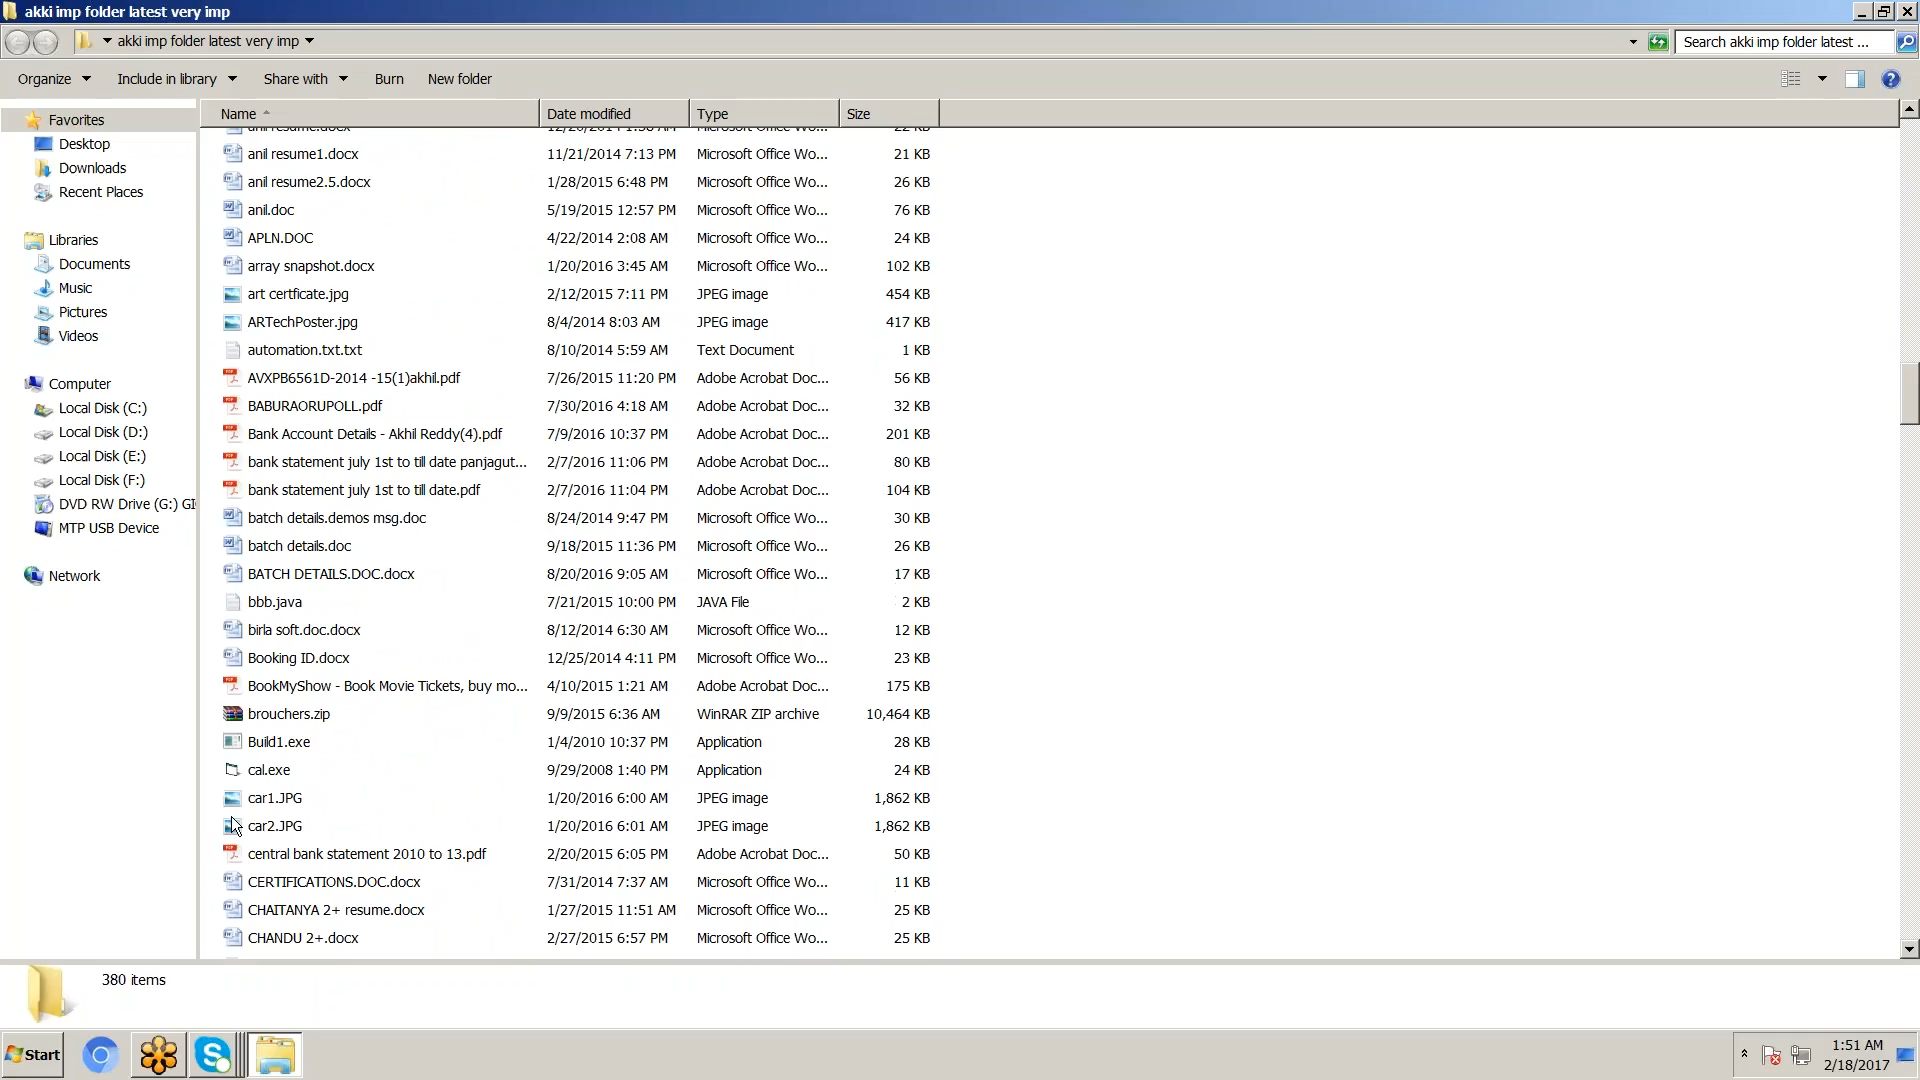 akki imp folder latest very imp
akki imp folder latest very imp
Search akki imp folder latest ...
Organize Include in library Share with Burn New folder
Name Date modified Type Size
Favorites
Desktop
Downloads
Recent Places
Libraries
Documents
Music
Pictures
Videos
Computer
Local Disk (C:)
Local Disk (D:)
Local Disk (E:)
Local Disk (F:)
DVD RW Drive (G:) GI
MTP USB Device
Network
anil resume.docx 12/20/2014 1:58 AM Microsoft Office Wo... 22 KB
anil resume1.docx 11/21/2014 7:13 PM Microsoft Office Wo... 21 KB
anil resume2.5.docx 1/28/2015 6:48 PM Microsoft Office Wo... 26 KB
anil.doc 5/19/2015 12:57 PM Microsoft Office Wo... 76 KB
APLN.DOC 4/22/2014 2:08 AM Microsoft Office Wo... 24 KB
array snapshot.docx 1/20/2016 3:45 AM Microsoft Office Wo... 102 KB
art certficate.jpg 2/12/2015 7:11 PM JPEG image 454 KB
ARTechPoster.jpg 8/4/2014 8:03 AM JPEG image 417 KB
automation.txt.txt 8/10/2014 5:59 AM Text Document 1 KB
AVXPB6561D-2014 -15(1)akhil.pdf 7/26/2015 11:20 PM Adobe Acrobat Doc... 56 KB
BABURAORUPOLL.pdf 7/30/2016 4:18 AM Adobe Acrobat Doc... 32 KB
Bank Account Details - Akhil Reddy(4).pdf 7/9/2016 10:37 PM Adobe Acrobat Doc... 201 KB
bank statement july 1st to till date panjagut... 2/7/2016 11:06 PM Adobe Acrobat Doc... 80 KB
bank statement july 1st to till date.pdf 2/7/2016 11:04 PM Adobe Acrobat Doc... 104 KB
batch details.demos msg.doc 8/24/2014 9:47 PM Microsoft Office Wo... 30 KB
batch details.doc 9/18/2015 11:36 PM Microsoft Office Wo... 26 KB
BATCH DETAILS.DOC.docx 8/20/2016 9:05 AM Microsoft Office Wo... 17 KB
bbb.java 7/21/2015 10:00 PM JAVA File 2 KB
birla soft.doc.docx 8/12/2014 6:30 AM Microsoft Office Wo... 12 KB
Booking ID.docx 12/25/2014 4:11 PM Microsoft Office Wo... 23 KB
BookMyShow - Book Movie Tickets, buy mo... 4/10/2015 1:21 AM Adobe Acrobat Doc... 175 KB
brouchers.zip 9/9/2015 6:36 AM WinRAR ZIP archive 10,464 KB
Build1.exe 1/4/2010 10:37 PM Application 28 KB
cal.exe 9/29/2008 1:40 PM Application 24 KB
car1.JPG 1/20/2016 6:00 AM JPEG image 1,862 KB
car2.JPG 1/20/2016 6:01 AM JPEG image 1,862 KB
central bank statement 2010 to 13.pdf 2/20/2015 6:05 PM Adobe Acrobat Doc... 50 KB
CERTIFICATIONS.DOC.docx 7/31/2014 7:37 AM Microsoft Office Wo... 11 KB
CHAITANYA 2+ resume.docx 1/27/2015 11:51 AM Microsoft Office Wo... 25 KB
CHANDU 2+.docx 2/27/2015 6:57 PM Microsoft Office Wo... 25 KB
380 items
Start
1:51 AM
2/18/2017